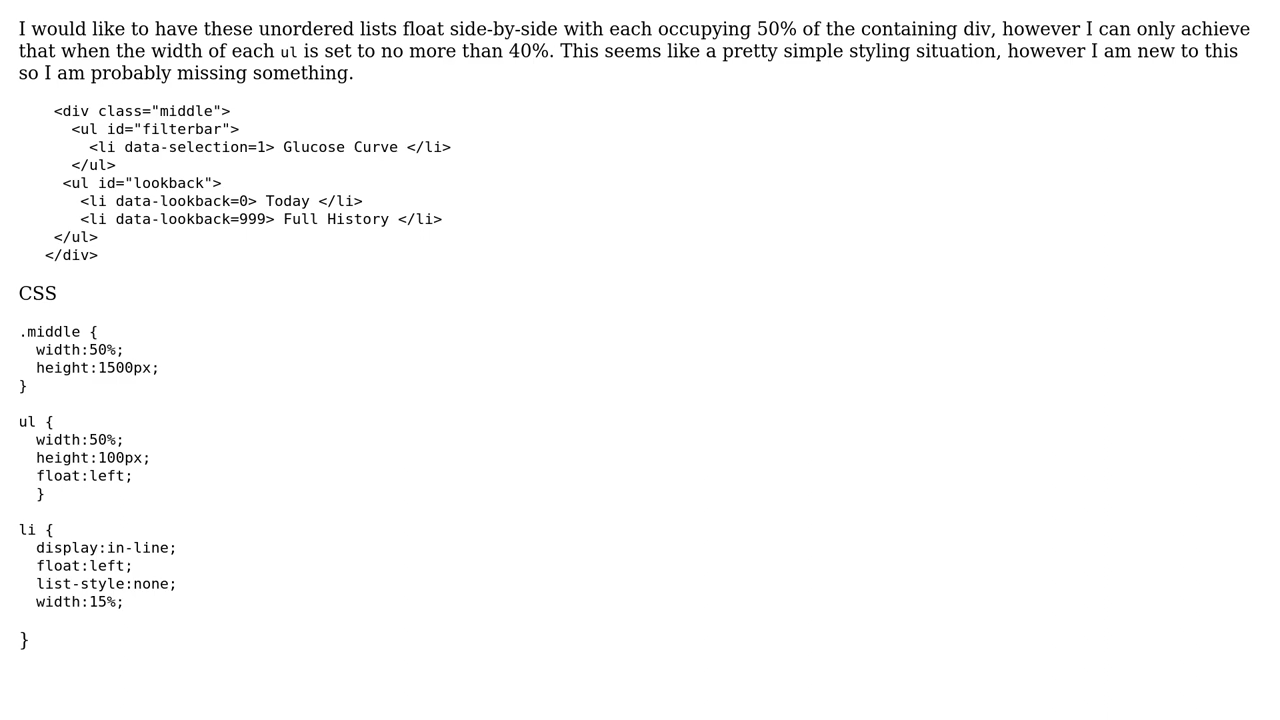 I would like to have these unordered lists float side-by-side with each occupying 50% of the containing div, however I can only achieve
that when the width of each ul is set to no more than 40%. This seems like a pretty simple styling situation, however I am new to this
so I am probably missing something.
<div class="middle">
<ul id="filterbar">
<li data-selection=1> Glucose Curve </li>
</ul>
<ul id="lookback">
<li data-lookback=0> Today </li>
<li data-lookback=999> Full History </li>
</ul>
</div>
CSS
.middle {
width:50%;
height:1500px;
}
ul {
width:50%;
height:100px;
float:left;
}
li {
display:in-line;
float:left;
list-style:none;
width:15%;
}